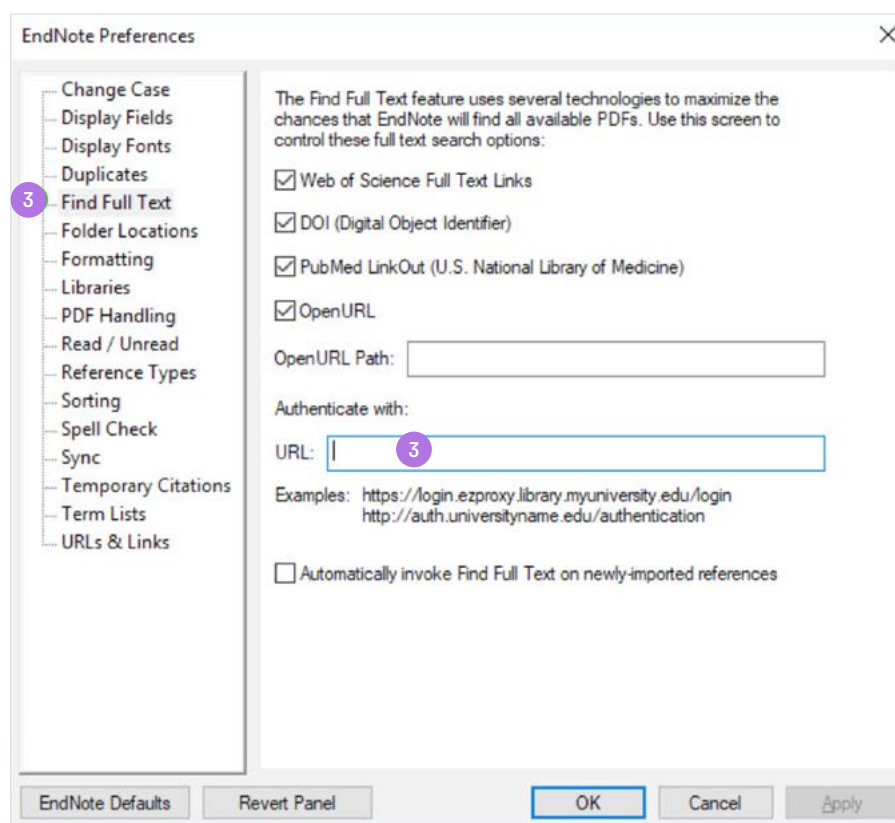 EndNote Preferences
Change Case
Display Fields
Display Fonts
Duplicates
3
Find Full Text
Folder Locations
Formatting
Libraries
PDF Handling
Read / Unread
Reference Types
Sorting
Spell Check
Sync
Temporary Citations
Term Lists
URLs & Links
The Find Full Text feature uses several technologies to maximize the
chances that EndNote will find all available PDFs. Use this screen to
control these full text search options:
Web of Science Full Text Links
DOI (Digital Object Identifier)
PubMed LinkOut (U.S. National Library of Medicine)
OpenURL
OpenURL Path:
Authenticate with:
URL: 3
Examples: https://login.ezproxy.library.myuniversity.edu/login
http://auth.universityname.edu/authentication
Automatically invoke Find Full Text on newly-imported references
EndNote Defaults Revert Panel OK Cancel Apply